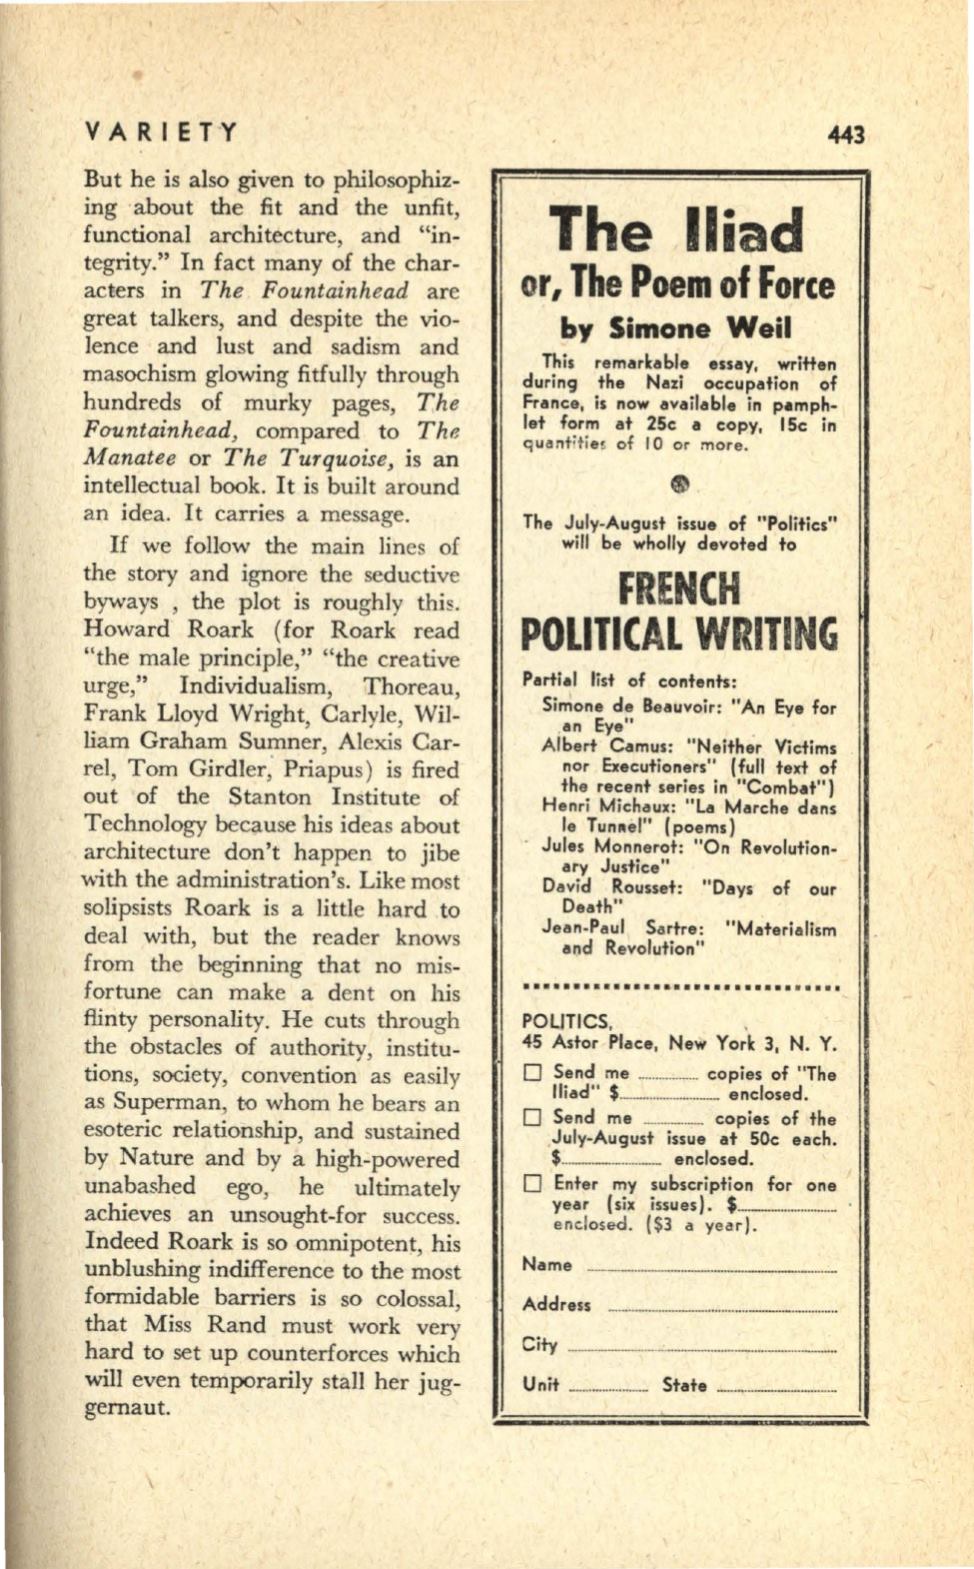 VARIETY
443
But he is also given to philosophiz-
ing about the fit and the unfit,
functional architecture, and “in-
tegrity.” In fact many of the char-
acters in The Fountainhead are
great talkers, and despite the vio-
lence and lust and sadism and
masochism glowing fitfully through
hundreds of murky pages, The
Fountainhead, compared to The
Manatee or The Turquoise, is an
intellectual book. It is built around
an idea. It carries a message.
If we follow the main lines of
the story and ignore the seductive
byways , the plot is roughly this.
Howard Roark (for Roark read
“the male principle,” “the creative
urge,” Individualism, Thoreau,
Frank Lloyd Wright, Carlyle, Wil-
liam Graham Sumner, Alexis Car-
rel, Tom Girdler, Priapus) is fired
out of the Stanton Institute of
Technology because his ideas about
architecture don’t happen to jibe
with the administration’s. Like most
solipsists Roark is a little hard to
deal with, but the reader knows
from the beginning that no mis-
fortune can make a dent on his
flinty personality. He cuts through
the obstacles of authority, institu-
tions, society, convention as easily
as Superman, to whom he bears an
esoteric relationship, and sustained
by Nature and by a high-powered
unabashed ego, he ultimately
achieves an unsought-for success.
Indeed Roark is so omnipotent, his
unblushing indifference to the most
formidable barriers is so colossal,
that Miss Rand must work very
hard to set up counterforces which
will even temporarily stall her jug-
gernaut.
The Iliad
or, The Poem of Force
by Simone Weil
This remarkable essay, written
during the Nazi occupation of
France, is now available in pamph-
let form at 25c a copy, 15c in
quantities of 10 or more.
The July-August issue of "Politics"
will be wholly devoted to
FRENCH
POLITICAL WRITING
Partial list of contents:
Simone de Beauvoir: "An Eye for
an Eye"
Albert Camus: "Neither Victims
nor Executioners" (full text of
the recent series in "Combat")
Henri Michaux: "La Marche dans
le Tunnel" (poems)
Jules Monnerot: "On Revolution-
ary Justice"
David Rousset: "Days of our
Death"
Jean-Paul Sartre: "Materialism
and Revolution"
POLITICS,
45 Astor Place, New York 3, N. Y.
Send me ............ copies of "The
Iliad" $.................... enclosed.
Send me ............ copies of the
July-August issue at 50c each.
$.................... enclosed.
Enter my subscription for one
year (six issues). $....................
enclosed. ($3 a year).
Name
Address
City
Unit ............ State